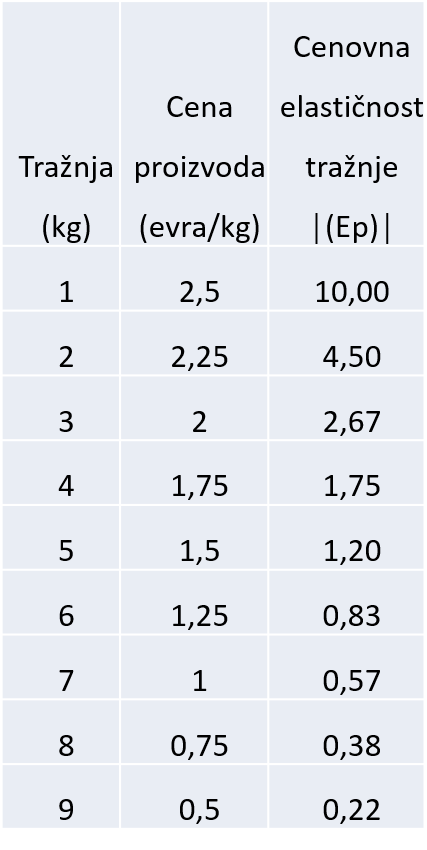 Tražnja (kg) Cena proizvoda (evra/kg) Cenovna elastičnost tražnje |(Ep)|
1 2,5 10,00
2 2,25 4,50
3 2 2,67
4 1,75 1,75
5 1,5 1,20
6 1,25 0,83
7 1 0,57
8 0,75 0,38
9 0,5 0,22